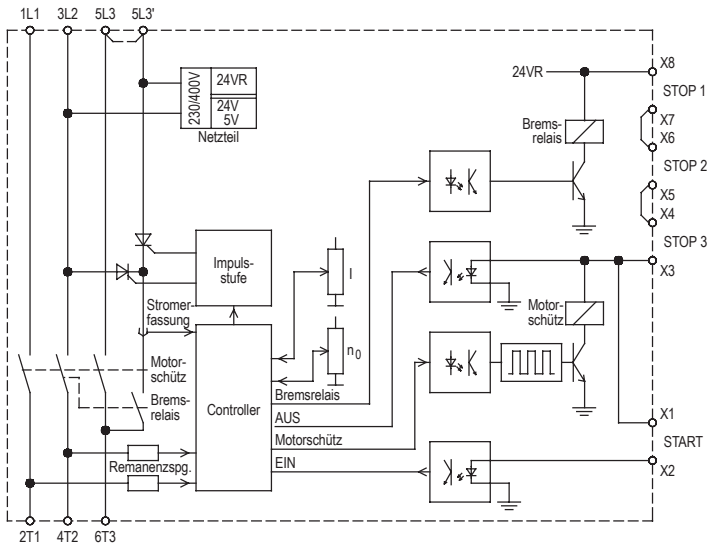 1L1 3L2 5L3 5L3'
230/400V
24VR
24V
5V
Netzteil
24VR
X8
STOP 1
Brems-
relais
X7
X6
STOP 2
X5
X4
STOP 3
X3
Impuls-
stufe
I
Stromer-
fassung
n0
Motor-
schütz
Motor-
schütz
Brems-
relais
Controller
Bremsrelais
AUS
Motorschütz
EIN
Remanenzspg.
X1
START
X2
2T1 4T2 6T3